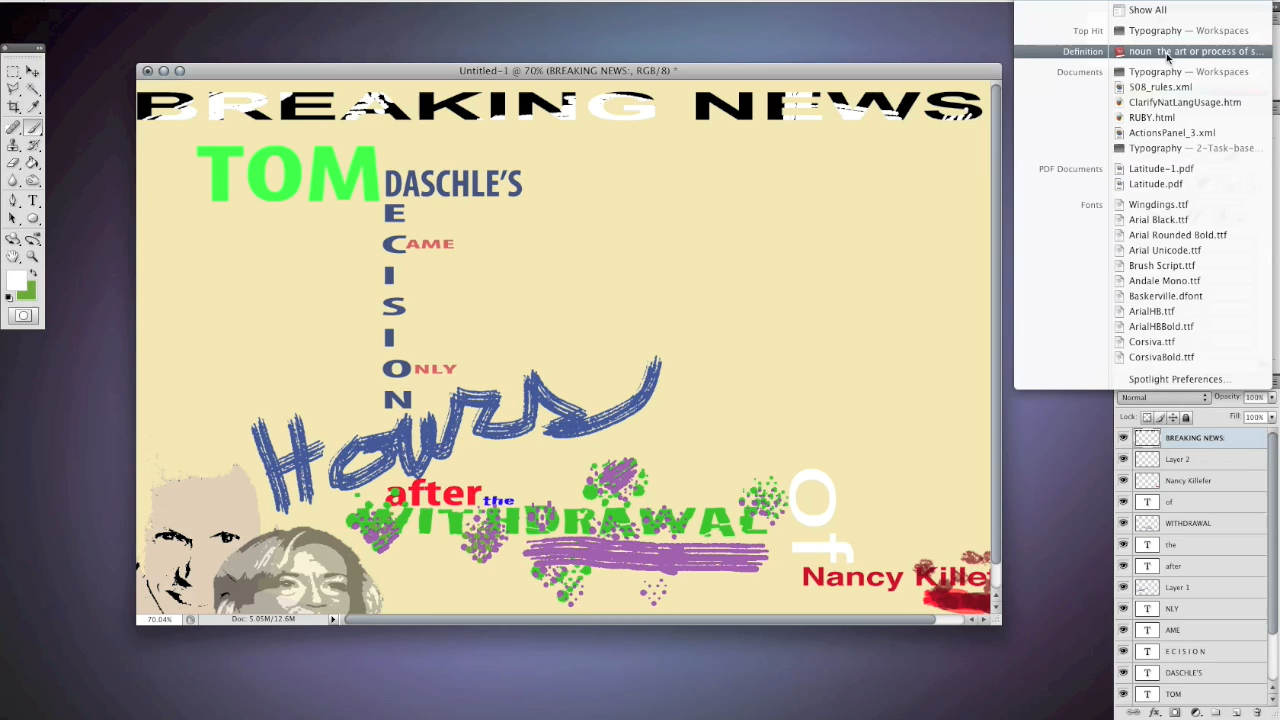 Show All
Top Hit Typography — Workspaces
Definition noun the art or process of s...
Documents Typography — Workspaces
508_rules.xml
ClarifyNatLangUsage.htm
RUBY.html
ActionsPanel_3.xml
Typography — 2-Task-base...
PDF Documents Latitude-1.pdf
Latitude.pdf
Fonts Wingdings.ttf
Arial Black.ttf
Arial Rounded Bold.ttf
Arial Unicode.ttf
Brush Script.ttf
Andale Mono.ttf
Baskerville.dfont
ArialHB.ttf
ArialHBBold.ttf
Corsiva.ttf
CorsivaBold.ttf
Spotlight Preferences...
Untitled-1 @ 70% (BREAKING NEWS:, RGB/8) *
BREAKING NEWS
TOM DASCHLE'S
E
CAME
I
S
I
ONLY
N
Hours
after the
WITHDRAWAL
of
Nancy Kille
70.04% Doc: 5.05M/12.6M
Normal Opacity: 100%
Lock: Fill: 100%
BREAKING NEWS:
Layer 2
Nancy Killefer
T of
WITHDRAWAL
T the
T after
Layer 1
T NLY
T AME
T E C I S I O N
T DASCHLE'S
T TOM
fx